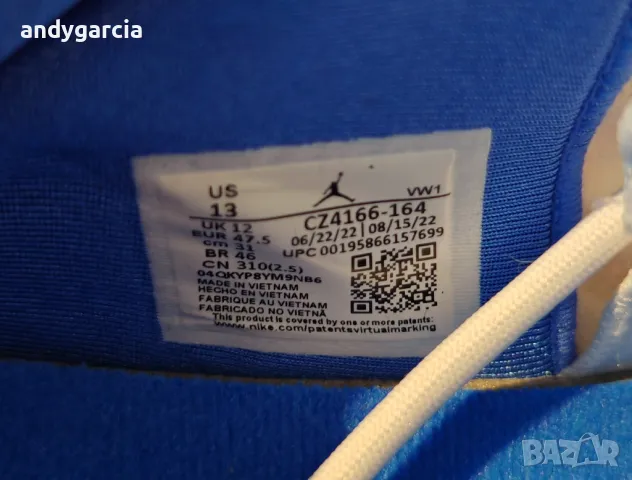 andygarcia
US
13
VW1
CZ4166-164
06/22/22 | 08/15/22
UPC 00195866157699
UK 12
EUR 47.5
cm 31
BR 46
CN 310(2.5)
04QKYP8YM9NB6
MADE IN VIETNAM
HECHO EN VIETNAM
FABRIQUE AU VIETNAM
FABRICADO NO VIETNÃ
This product is covered by one or more patents:
www.nike.com/patentsvirtualmarking
BAZAR